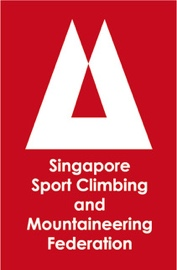 Singapore
Sport Climbing
and
Mountaineering
Federation